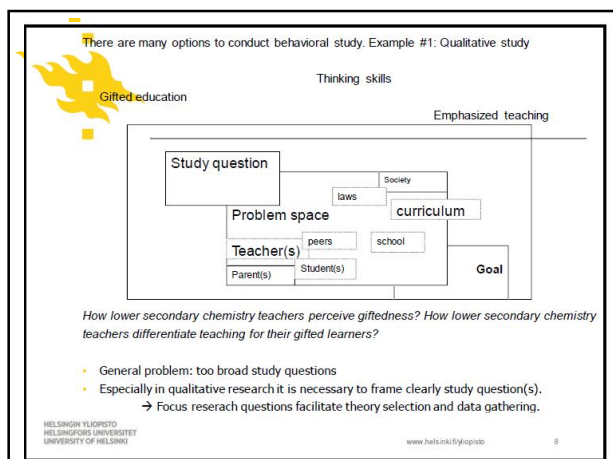 There are many options to conduct behavioral study. Example #1: Qualitative study
Thinking skills
Gifted education
Emphasized teaching
Study question
Society
laws
curriculum
Problem space
peers
school
Teacher(s)
Parent(s)
Student(s)
Goal
How lower secondary chemistry teachers perceive giftedness? How lower secondary chemistry
teachers differentiate teaching for their gifted learners?
• General problem: too broad study questions
• Especially in qualitative research it is necessary to frame clearly study question(s).
→ Focus reserach questions facilitate theory selection and data gathering.
HELSINGIN YLIOPISTO
HELSINGFORS UNIVERSITET
UNIVERSITY OF HELSINKI
www.helsinki.fi/yliopisto
8